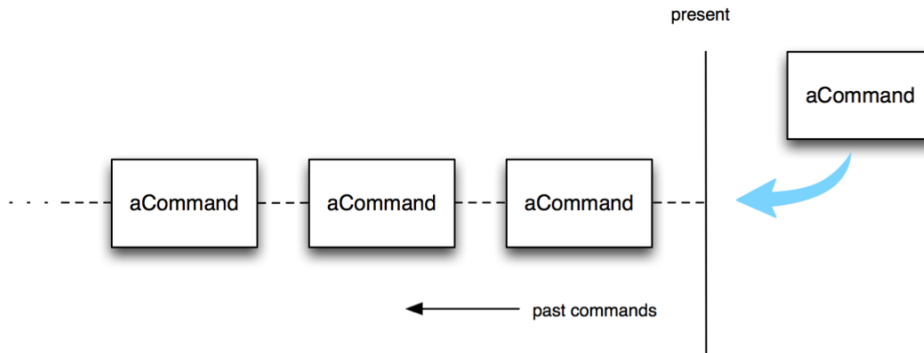 present
aCommand
aCommand
aCommand
aCommand
past commands